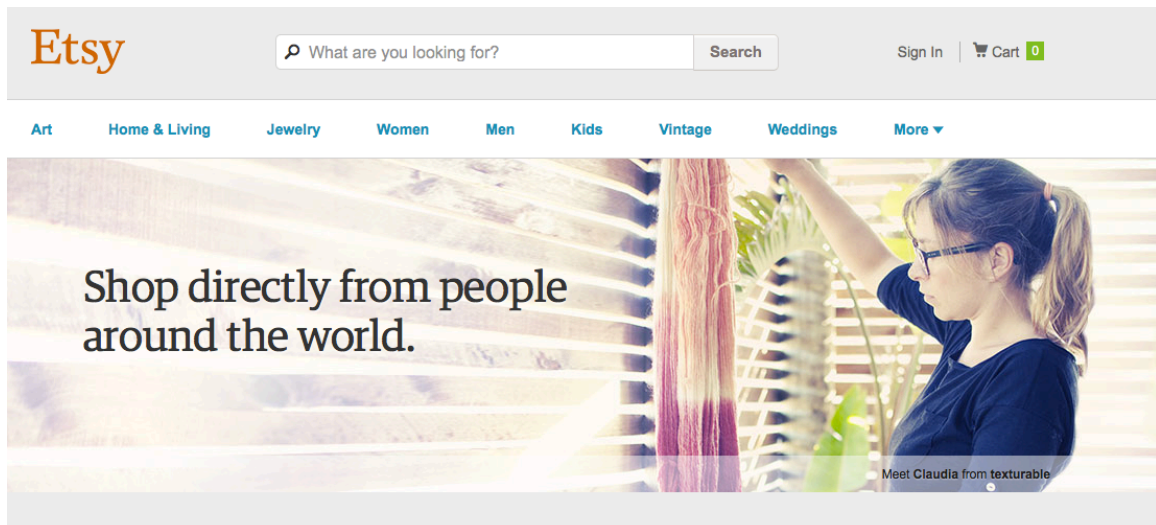 Etsy
What are you looking for?
Search
Sign In
Cart 0
Art Home & Living Jewelry Women Men Kids Vintage Weddings More
Shop directly from people
around the world.
Meet Claudia from texturable